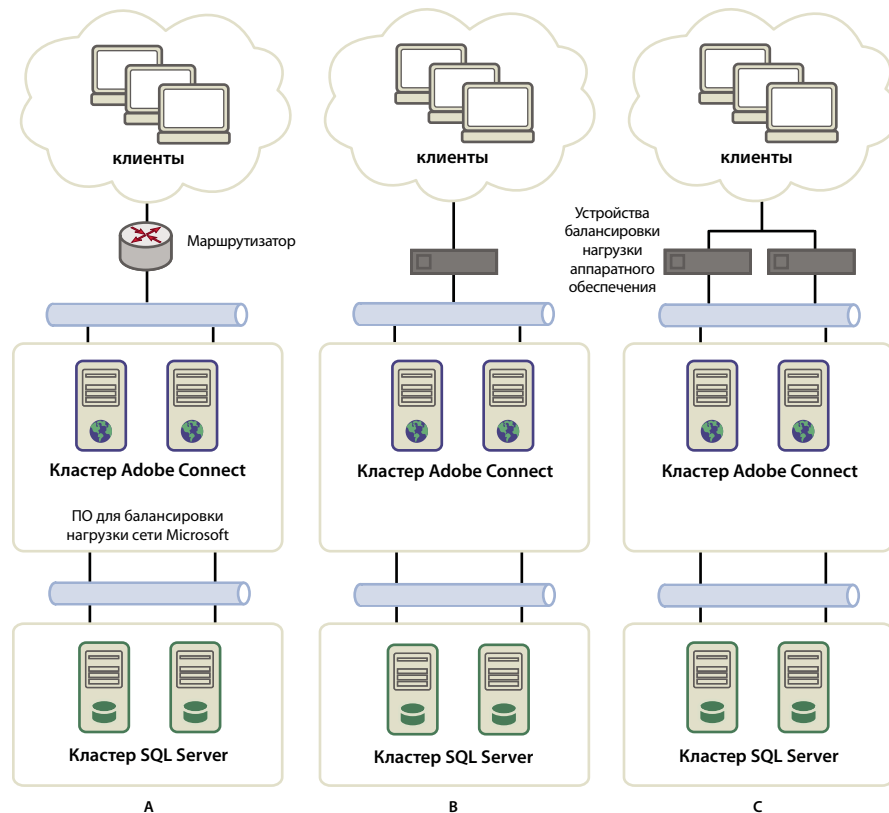 клиенты
клиенты
клиенты
Маршрутизатор
Устройства
балансировки
нагрузки
аппаратного
обеспечения
Кластер Adobe Connect
Кластер Adobe Connect
Кластер Adobe Connect
ПО для балансировки
нагрузки сети Microsoft
Кластер SQL Server
Кластер SQL Server
Кластер SQL Server
A
B
C